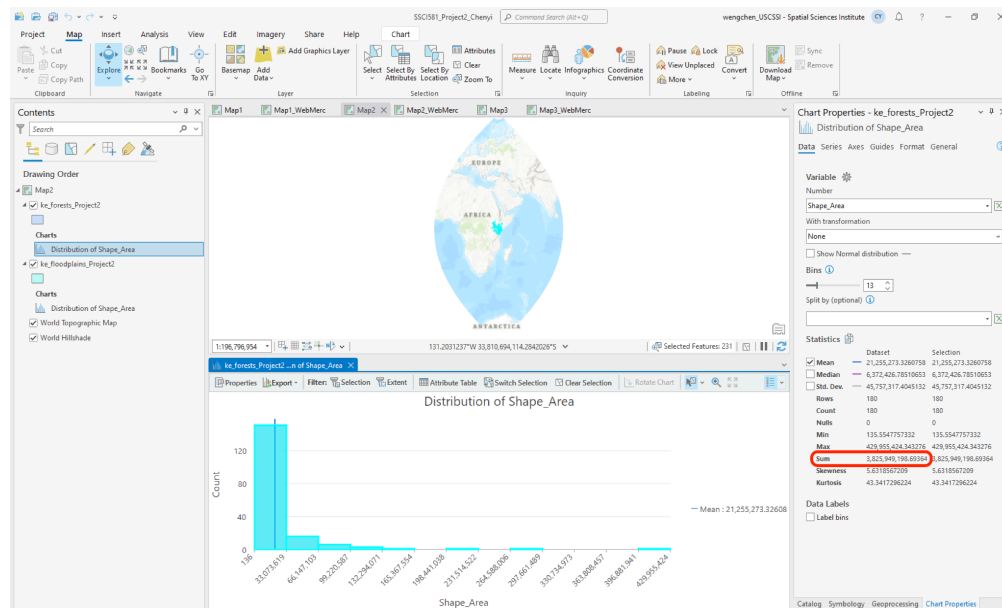 SSCI581_Project2_Chenyi
Command Search (Alt+Q)
wengchen_USCSSI - Spatial Sciences Institute
CY
?
Project Map Insert Analysis View Edit Imagery Share Help Chart
Paste
Cut
Copy
Copy Path
Clipboard
Explore
Bookmarks
Go To XY
Navigate
Basemap
Add Data
Add Graphics Layer
Layer
Select
Select By Attributes
Select By Location
Attributes
Clear
Zoom To
Selection
Measure
Locate
Infographics
Coordinate Conversion
Inquiry
Pause
Lock
View Unplaced
More
Convert
Labeling
Download Map
Sync
Remove
Offline
Contents
Search
Drawing Order
Map2
ke_forests_Project2
Charts
Distribution of Shape_Area
ke_floodplains_Project2
Charts
Distribution of Shape_Area
World Topographic Map
World Hillshade
Map1 Map1_WebMerc Map2 Map2_WebMerc Map3 Map3_WebMerc
EUROPE
AFRICA
ANTARCTICA
1:196,796,954
131.2031237°W 33,810,694,114.2842026°S
Selected Features: 231
ke_forests_Project2 ...n of Shape_Area
Properties Export Filter: Selection Extent Attribute Table Switch Selection Clear Selection Rotate Chart
Distribution of Shape_Area
Count
120
80
40
0
Mean : 21,255,273.32608
136
33,073,619
66,147,103
99,220,587
132,294,071
165,367,554
198,441,038
231,514,522
264,588,006
297,661,489
330,734,973
363,808,457
396,881,941
429,955,424
Shape_Area
Chart Properties - ke_forests_Project2
Distribution of Shape_Area
Data Series Axes Guides Format General
Variable
Number
Shape_Area
With transformation
None
Show Normal distribution
Bins
13
Split by (optional)
Statistics
Dataset Selection
Mean 21,255,273.3260758 21,255,273.3260758
Median 6,372,426.78510653 6,372,426.78510653
Std. Dev. 45,757,317.4045132 45,757,317.4045132
Rows 180 180
Count 180 180
Nulls 0 0
Min 135.5547757332 135.5547757332
Max 429,955,424.343276 429,955,424.343276
Sum 3,825,949,198.69364 3,825,949,198.69364
Skewness 5.6318567209 5.6318567209
Kurtosis 43.3417296224 43.3417296224
Data Labels
Label bins
Catalog Symbology Geoprocessing Chart Properties